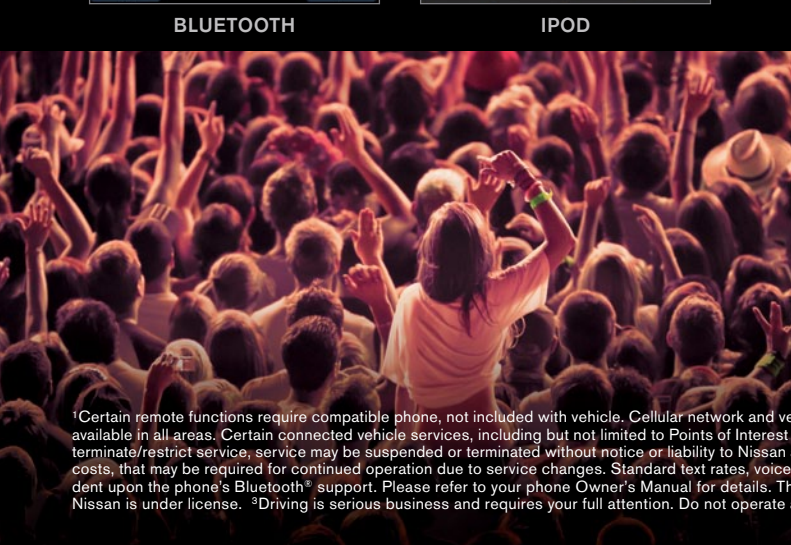 BLUETOOTH IPOD
¹Certain remote functions require compatible phone, not included with vehicle. Cellular network and ve
available in all areas. Certain connected vehicle services, including but not limited to Points of Interest
terminate/restrict service, service may be suspended or terminated without notice or liability to Nissan
costs, that may be required for continued operation due to service changes. Standard text rates, voice
dent upon the phone's Bluetooth® support. Please refer to your phone Owner's Manual for details. Th
Nissan is under license. ³Driving is serious business and requires your full attention. Do not operate